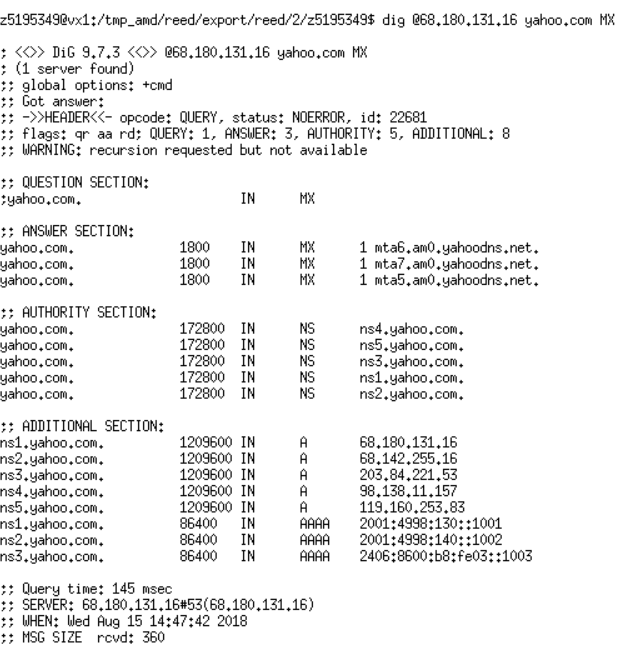 z5195349@vx1:/tmp_amd/reed/export/reed/2/z5195349$ dig @68.180.131.16 yahoo.com MX
; <<>> DiG 9.7.3 <<>> @68.180.131.16 yahoo.com MX
; (1 server found)
;; global options: +cmd
;; Got answer:
;; ->>HEADER<<- opcode: QUERY, status: NOERROR, id: 22681
;; flags: qr aa rd; QUERY: 1, ANSWER: 3, AUTHORITY: 5, ADDITIONAL: 8
;; WARNING: recursion requested but not available
;; QUESTION SECTION:
;yahoo.com. IN MX
;; ANSWER SECTION:
yahoo.com. 1800 IN MX 1 mta6.am0.yahoodns.net.
yahoo.com. 1800 IN MX 1 mta7.am0.yahoodns.net.
yahoo.com. 1800 IN MX 1 mta5.am0.yahoodns.net.
;; AUTHORITY SECTION:
yahoo.com. 172800 IN NS ns4.yahoo.com.
yahoo.com. 172800 IN NS ns5.yahoo.com.
yahoo.com. 172800 IN NS ns3.yahoo.com.
yahoo.com. 172800 IN NS ns1.yahoo.com.
yahoo.com. 172800 IN NS ns2.yahoo.com.
;; ADDITIONAL SECTION:
ns1.yahoo.com. 1209600 IN A 68.180.131.16
ns2.yahoo.com. 1209600 IN A 68.142.255.16
ns3.yahoo.com. 1209600 IN A 203.84.221.53
ns4.yahoo.com. 1209600 IN A 98.138.11.157
ns5.yahoo.com. 1209600 IN A 119.160.253.83
ns1.yahoo.com. 86400 IN AAAA 2001:4998:130::1001
ns2.yahoo.com. 86400 IN AAAA 2001:4998:140::1002
ns3.yahoo.com. 86400 IN AAAA 2406:8600:b8:fe03::1003
;; Query time: 145 msec
;; SERVER: 68.180.131.16#53(68.180.131.16)
;; WHEN: Wed Aug 15 14:47:42 2018
;; MSG SIZE rcvd: 360